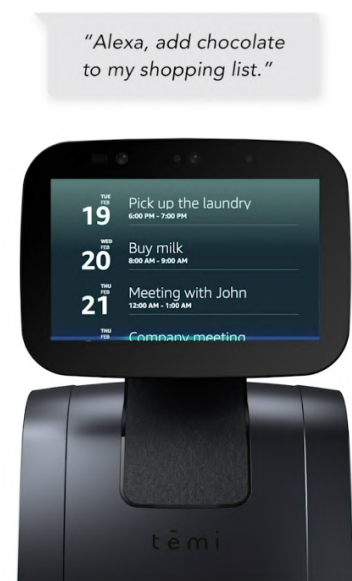 “Alexa, add chocolate
to my shopping list.”
TUE
FEB
19
Pick up the laundry
6:00 PM - 7:00 PM
WED
FEB
20
Buy milk
8:00 AM - 9:00 AM
THU
FEB
21
Meeting with John
12:00 AM - 1:00 AM
THU
FEB
Company meeting
tēmi